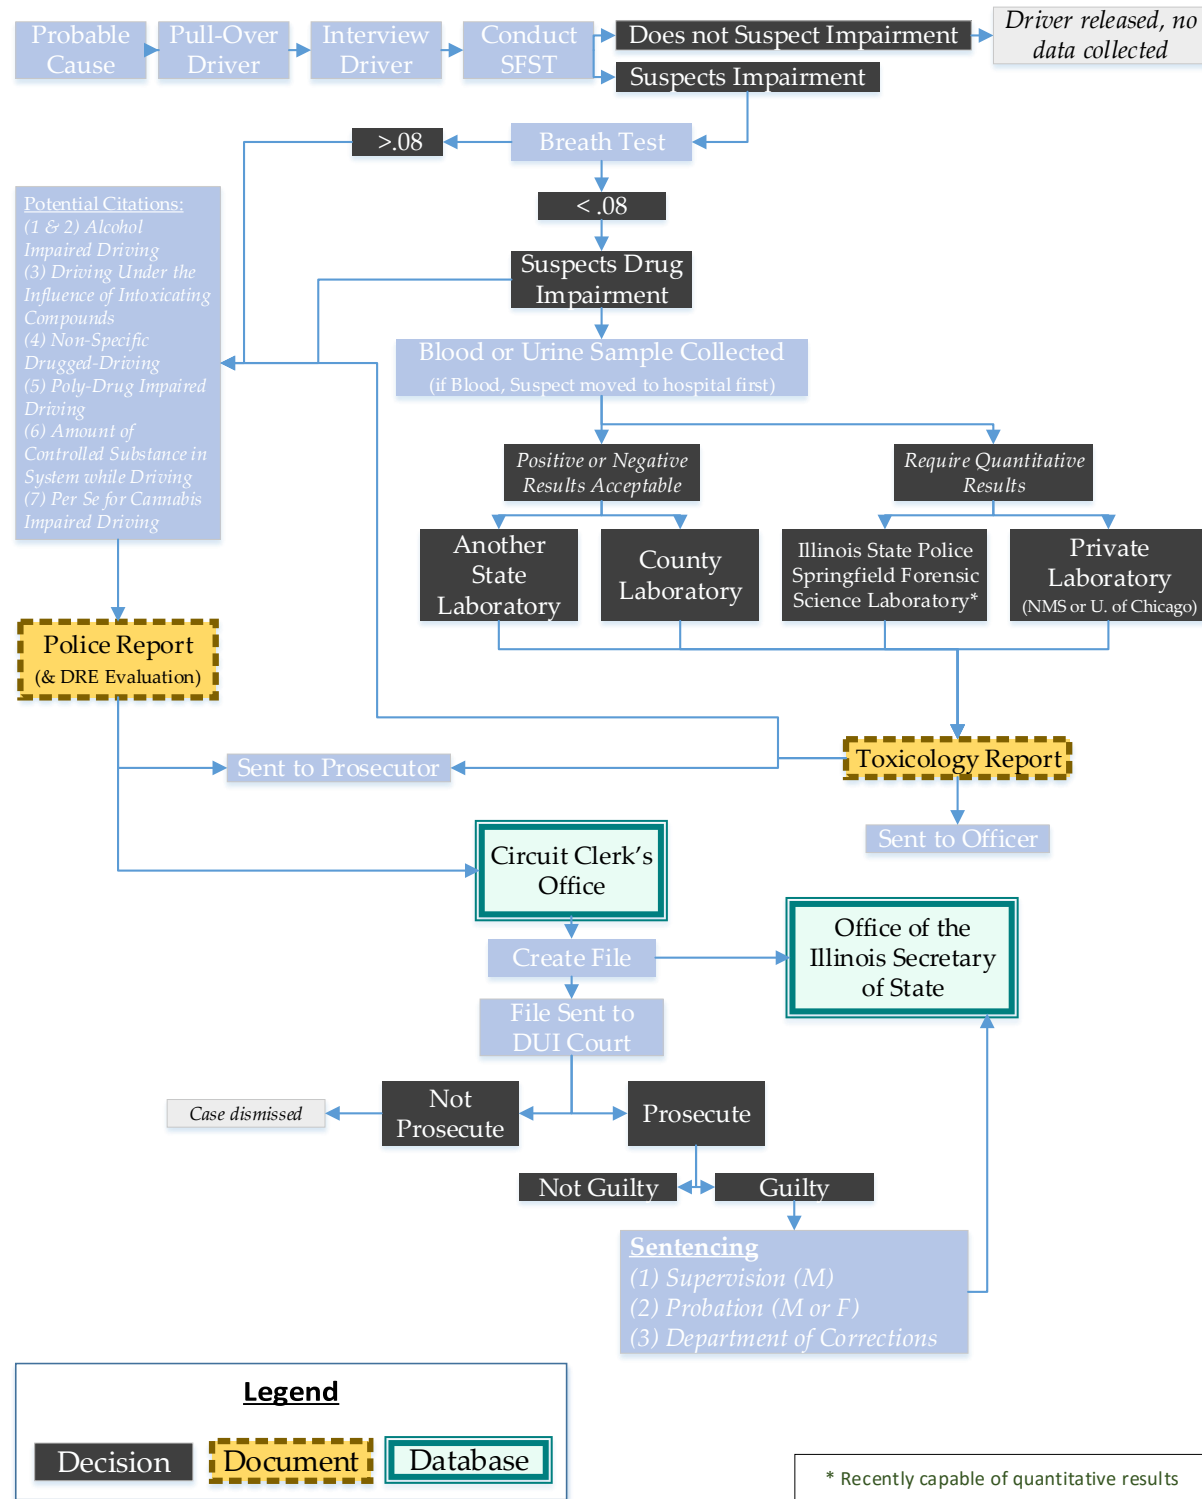 Probable
Cause
Pull-Over
Driver
Interview
Driver
Conduct
SFST
Does not Suspect Impairment
Driver released, no
data collected
Suspects Impairment
>.08
Breath Test
< .08
Potential Citations:
(1 & 2) Alcohol
Impaired Driving
(3) Driving Under the
Influence of Intoxicating
Compounds
(4) Non-Specific
Drugged-Driving
(5) Poly-Drug Impaired
Driving
(6) Amount of
Controlled Substance in
System while Driving
(7) Per Se for Cannabis
Impaired Driving
Suspects Drug
Impairment
Blood or Urine Sample Collected
(if Blood, Suspect moved to hospital first)
Positive or Negative
Results Acceptable
Require Quantitative
Results
Another
State
Laboratory
County
Laboratory
Illinois State Police
Springfield Forensic
Science Laboratory*
Private
Laboratory
(NMS or U. of Chicago)
Police Report
(& DRE Evaluation)
Sent to Prosecutor
Toxicology Report
Sent to Officer
Circuit Clerk’s
Office
Create File
Office of the
Illinois Secretary
of State
File Sent to
DUI Court
Case dismissed
Not
Prosecute
Prosecute
Not Guilty
Guilty
Sentencing
(1) Supervision (M)
(2) Probation (M or F)
(3) Department of Corrections
Legend
Decision
Document
Database
* Recently capable of quantitative results